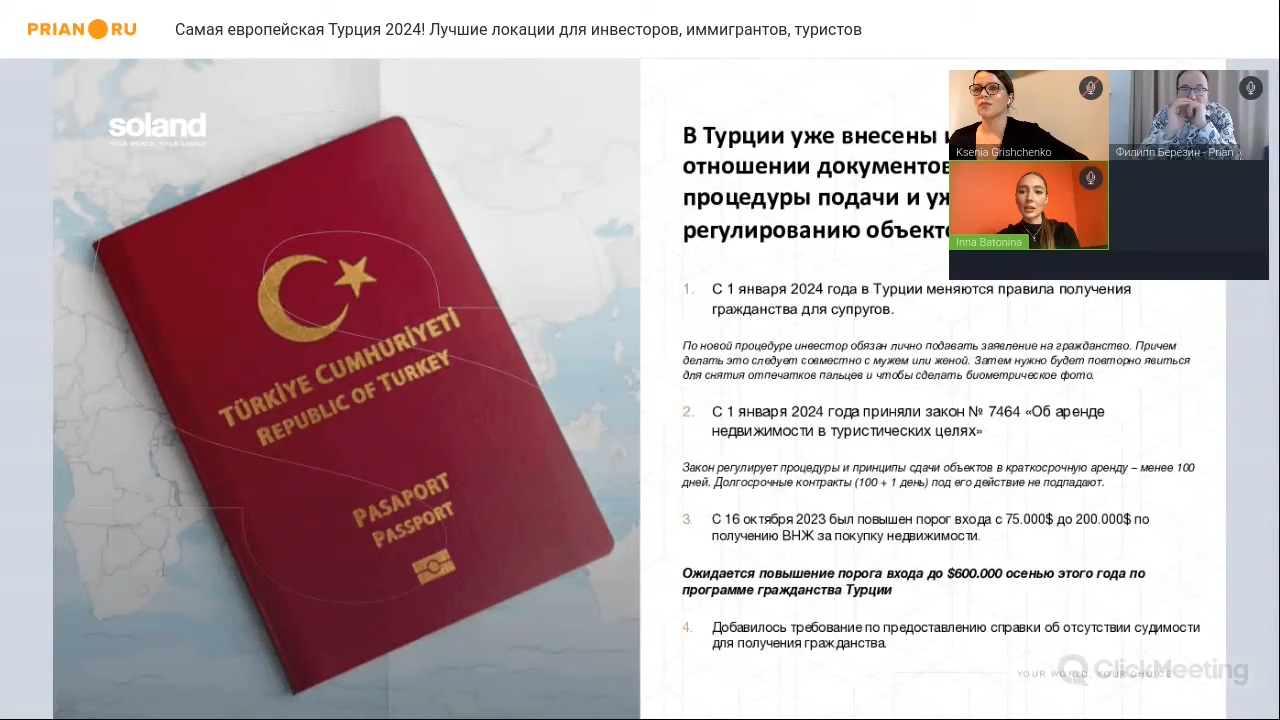 PRIAN RU
Самая европейская Турция 2024! Лучшие локации для инвесторов, иммигрантов, туристов
soland
YOUR WORLD. YOUR CHOICE
TÜRKİYE CUMHURİYETİ
REPUBLIC OF TURKEY
PASAPORT
PASSPORT
Ksenia Grishchenko
Филипп Березин - Prian
Inna Batonina
В Турции уже внесены
отношении документов
процедуры подачи и
регулированию
1. С 1 января 2024 года в Турции меняются правила получения
гражданства для супругов.
По новой процедуре инвестор обязан лично подавать заявление на гражданство. Причем
делать это следует совместно с мужем или женой. Затем нужно будет повторно явиться
для снятия отпечатков пальцев и чтобы сделать биометрическое фото.
2. С 1 января 2024 года приняли закон № 7464 «Об аренде
недвижимости в туристических целях»
Закон регулирует процедуры и принципы сдачи объектов в краткосрочную аренду – менее 100
дней. Долгосрочные контракты (100 + 1 день) под его действие не подпадают.
3. С 16 октября 2023 был повышен порог входа с 75.000$ до 200.000$ по
получению ВНЖ за покупку недвижимости.
Ожидается повышение порога входа до $600.000 осенью этого года по
программе гражданства Турции
4. Добавилось требование по предоставлению справки об отсутствии судимости
для получения гражданства.
YOUR WORLD. YOUR CHOICE
ClickMeeting